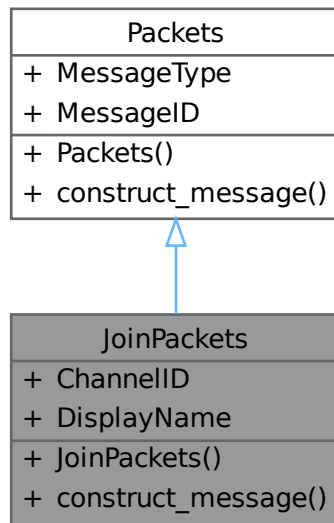 Packets
+ MessageType
+ MessageID
+ Packets()
+ construct_message()
JoinPackets
+ ChannelID
+ DisplayName
+ JoinPackets()
+ construct_message()